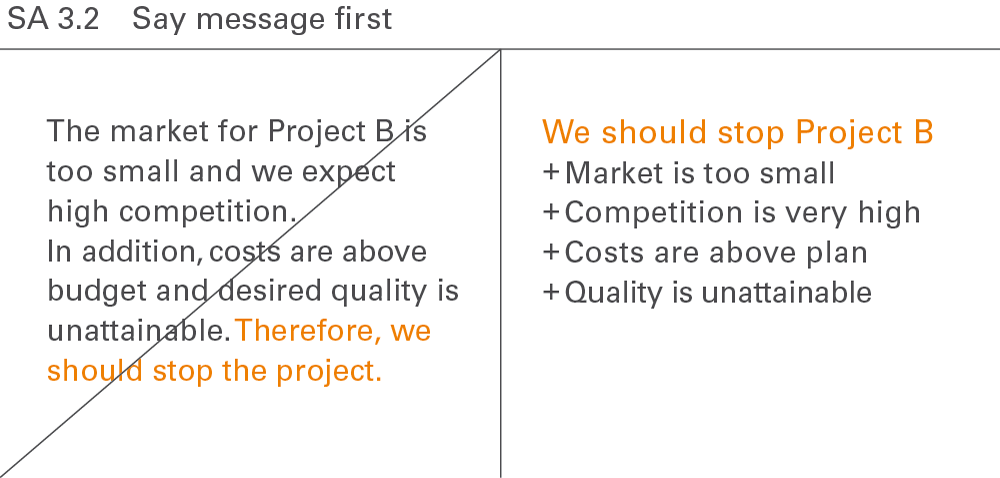 SA 3.2 Say message first
The market for Project B is
too small and we expect
high competition.
In addition, costs are above
budget and desired quality is
unattainable. Therefore, we
should stop the project.
We should stop Project B
+Market is too small
+Competition is very high
+Costs are above plan
+Quality is unattainable